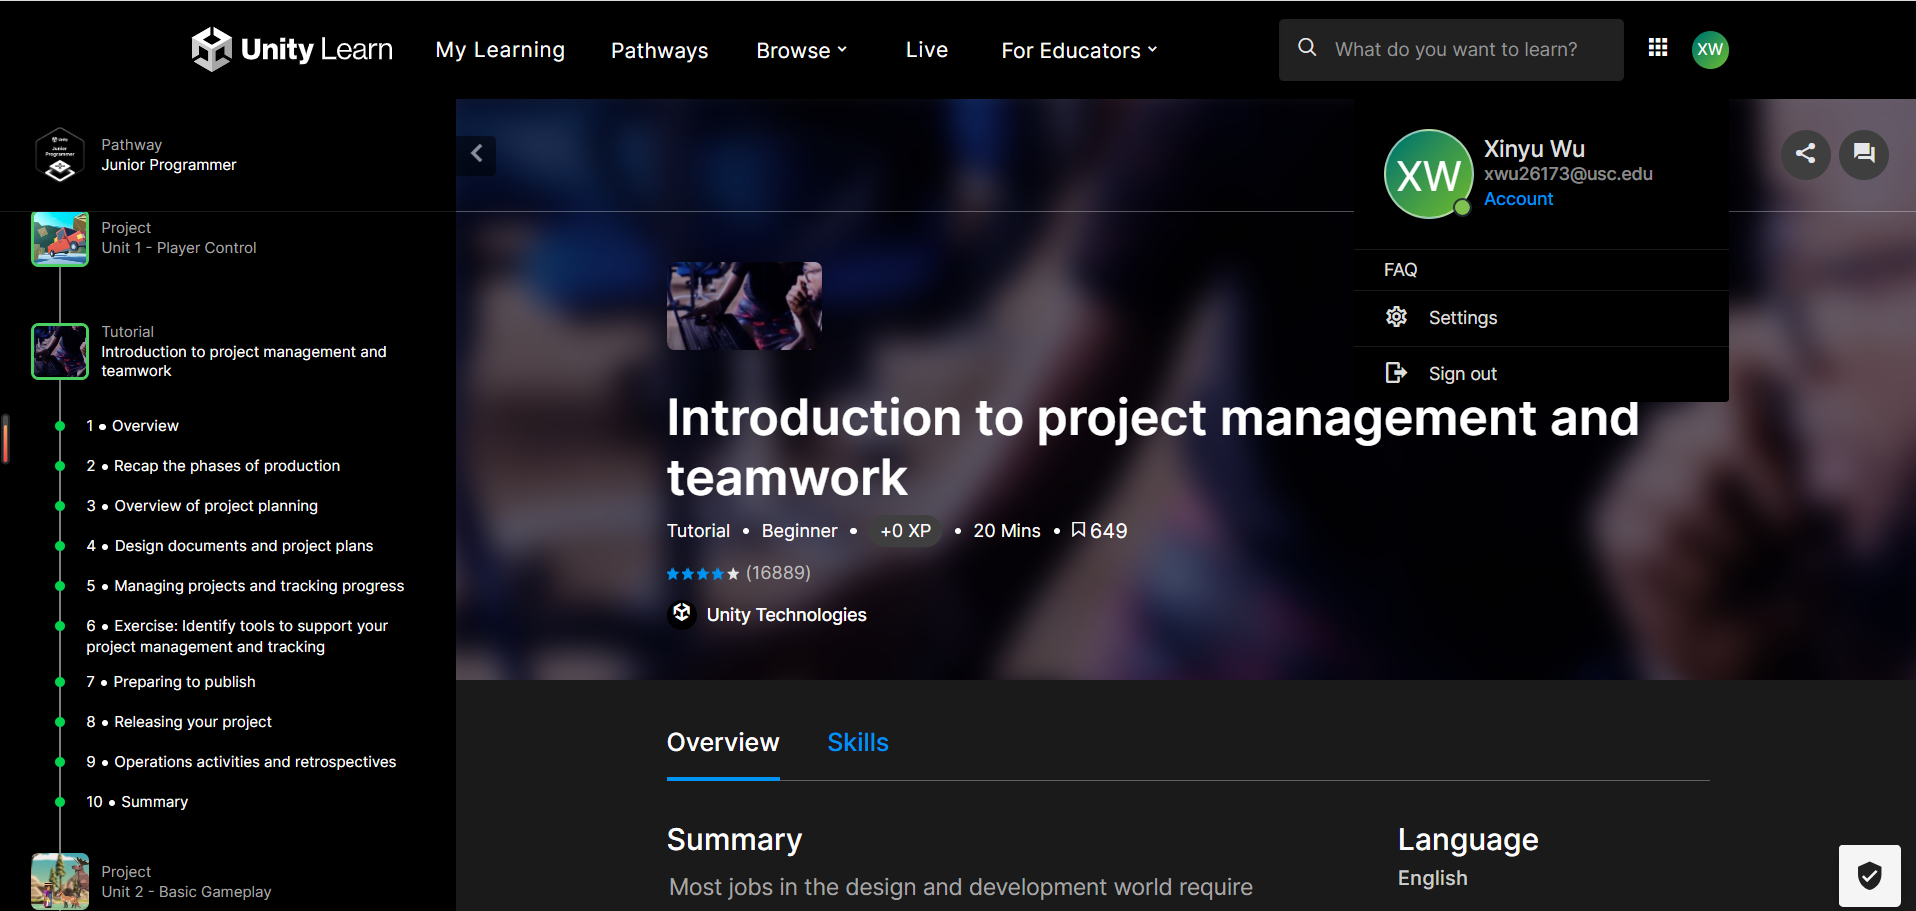 Unity Learn
My Learning
Pathways
Browse
Live
For Educators
What do you want to learn?
XW
Pathway
Junior Programmer
Project
Unit 1 - Player Control
Tutorial
Introduction to project management and
teamwork
1 • Overview
2 • Recap the phases of production
3 • Overview of project planning
4 • Design documents and project plans
5 • Managing projects and tracking progress
6 • Exercise: Identify tools to support your
project management and tracking
7 • Preparing to publish
8 • Releasing your project
9 • Operations activities and retrospectives
10 • Summary
Project
Unit 2 - Basic Gameplay
XW
Xinyu Wu
xwu26173@usc.edu
Account
FAQ
Settings
Sign out
Introduction to project management and
teamwork
Tutorial • Beginner • +0 XP • 20 Mins • 649
(16889)
Unity Technologies
Overview
Skills
Summary
Most jobs in the design and development world require
Language
English